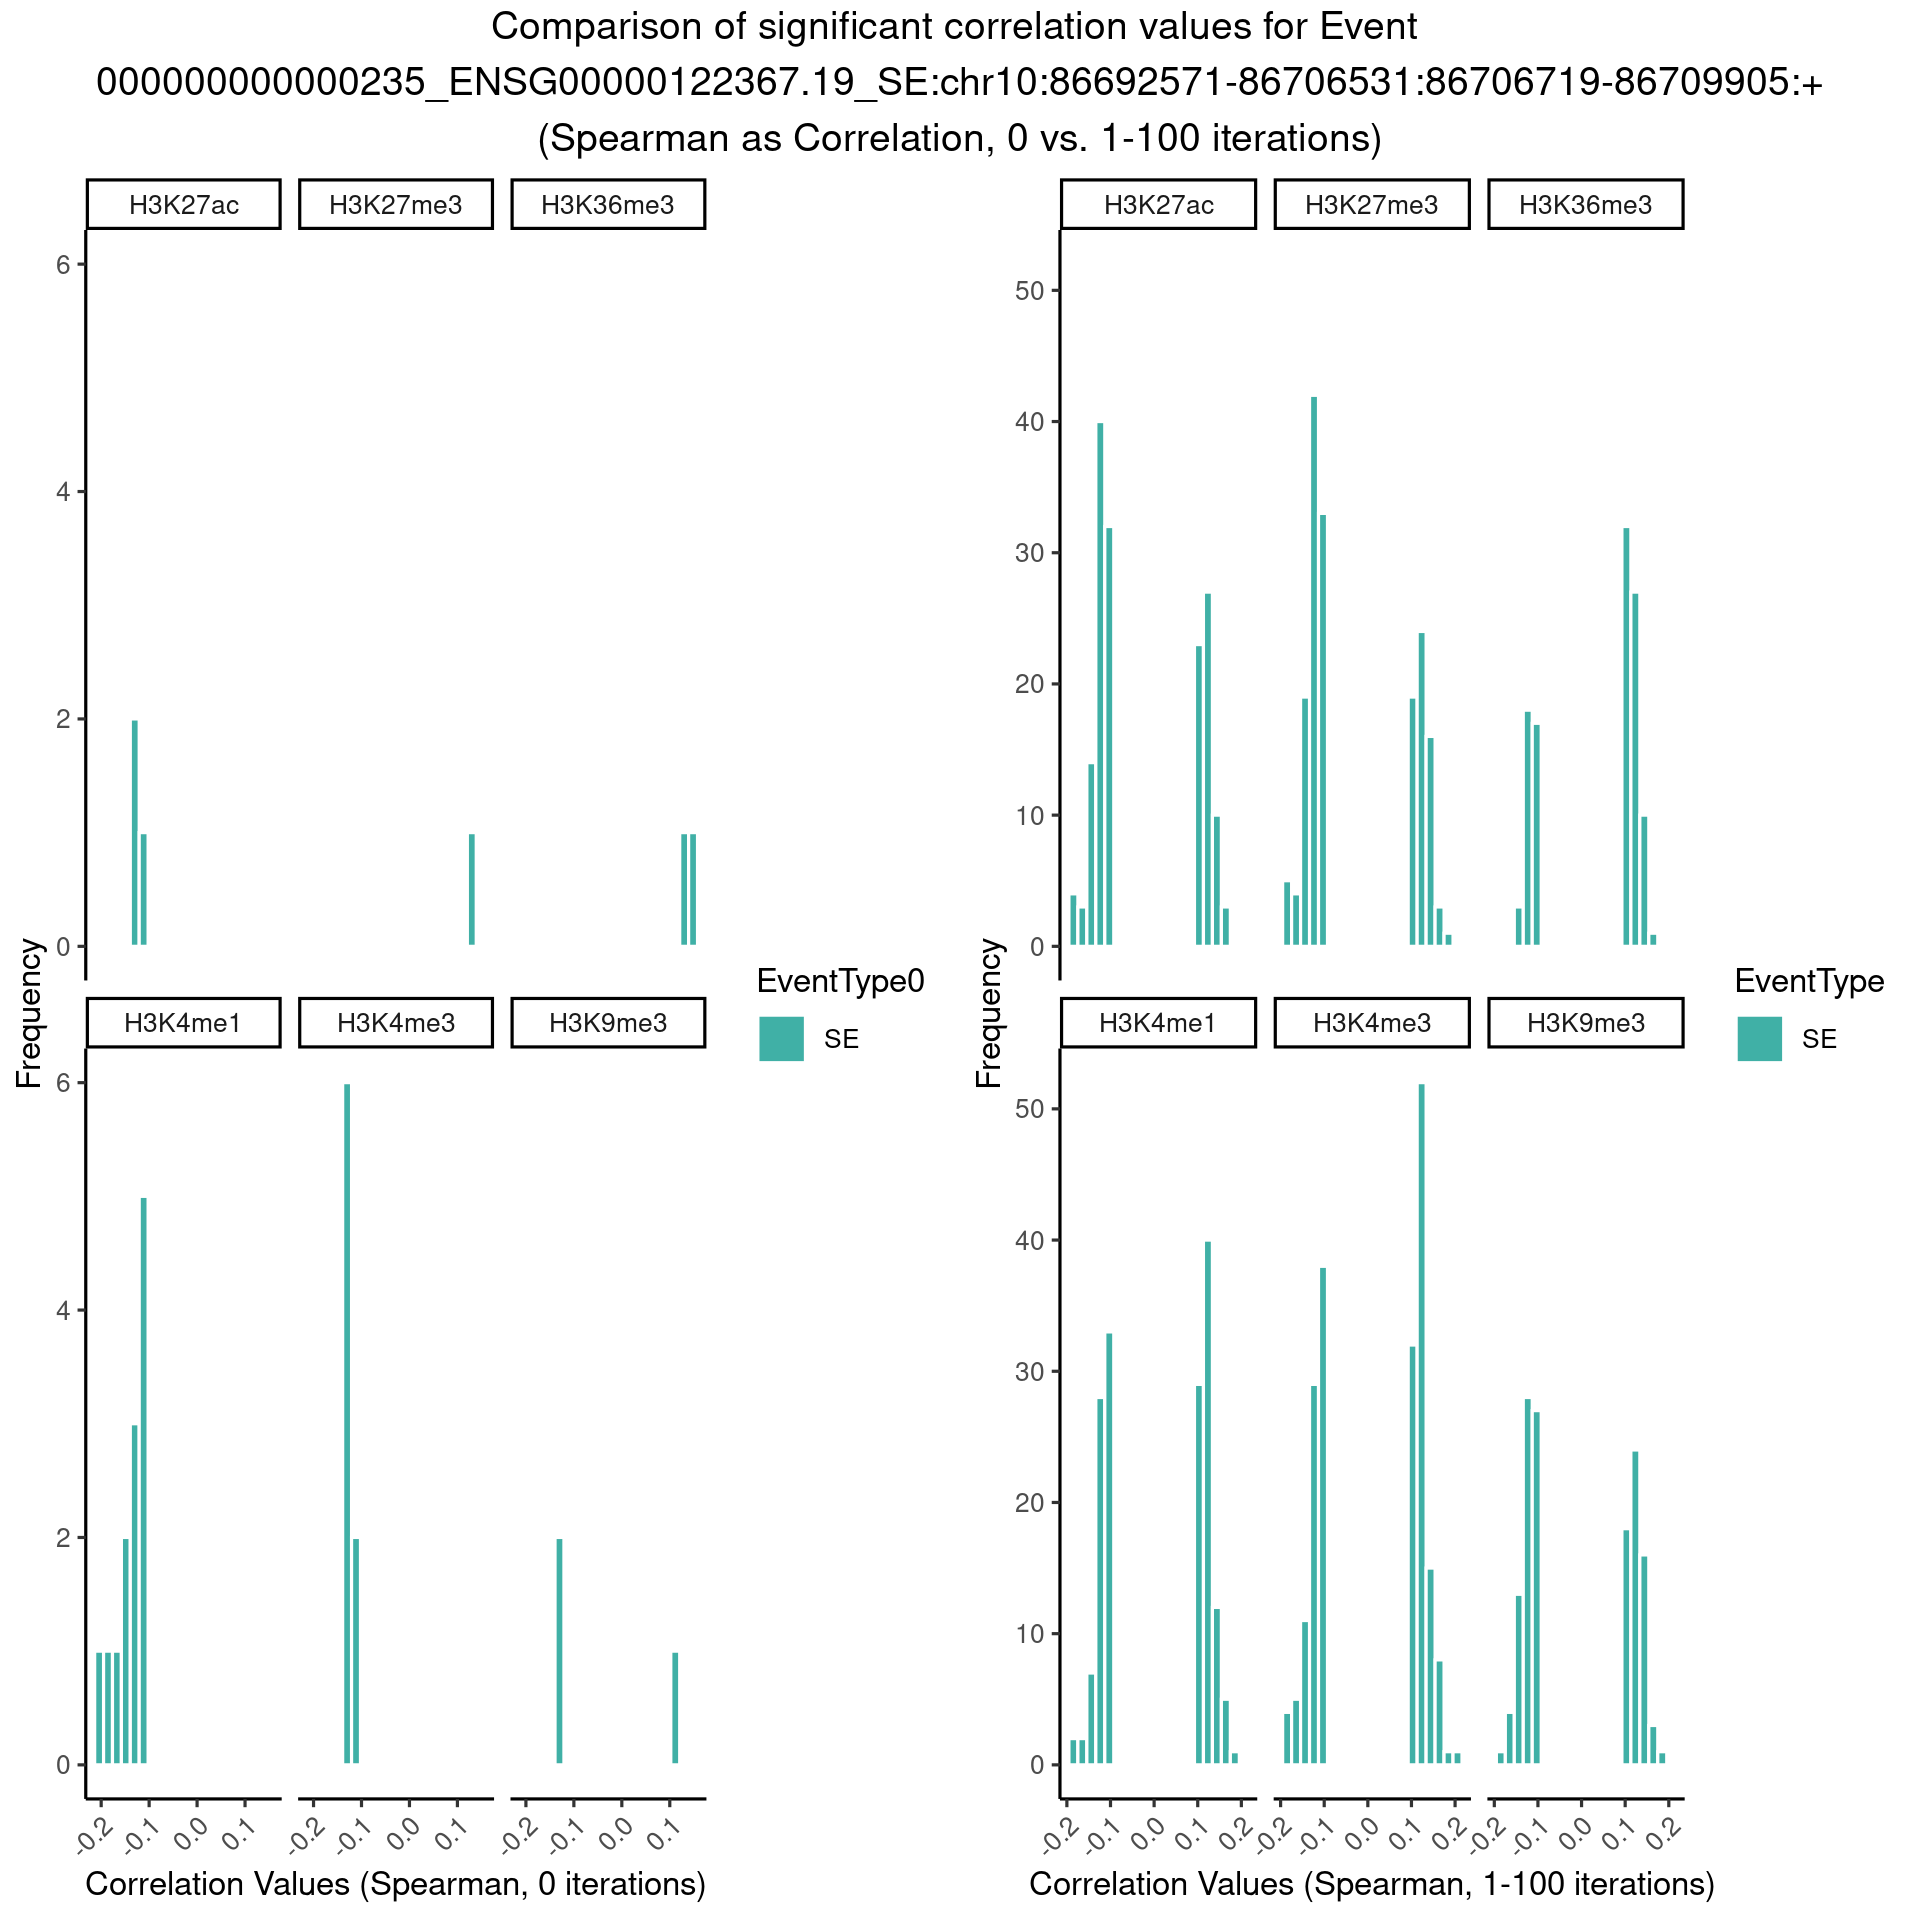 Comparison of significant correlation values for Event
000000000000235_ENSG00000122367.19_SE:chr10:86692571-86706531:86706719-86709905:+
(Spearman as Correlation, 0 vs. 1-100 iterations)
H3K27ac H3K27me3 H3K36me3
6
4
2
0
H3K4me1 H3K4me3 H3K9me3
6
4
2
0
Frequency
-0.2 -0.1 0.0 0.1 -0.2 -0.1 0.0 0.1 -0.2 -0.1 0.0 0.1
Correlation Values (Spearman, 0 iterations)
EventType0
SE
H3K27ac H3K27me3 H3K36me3
50
40
30
20
10
0
H3K4me1 H3K4me3 H3K9me3
50
40
30
20
10
0
Frequency
-0.2 -0.1 0.0 0.1 0.2 -0.2 -0.1 0.0 0.1 0.2 -0.2 -0.1 0.0 0.1 0.2
Correlation Values (Spearman, 1-100 iterations)
EventType
SE